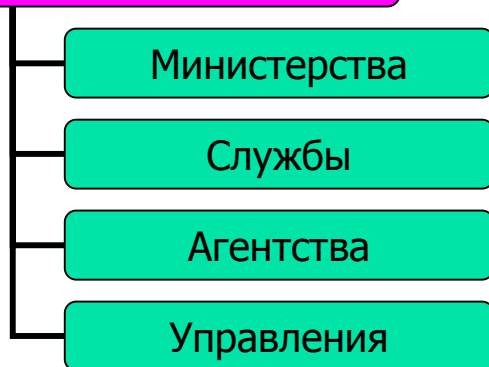 Министерства
Службы
Агентства
Управления